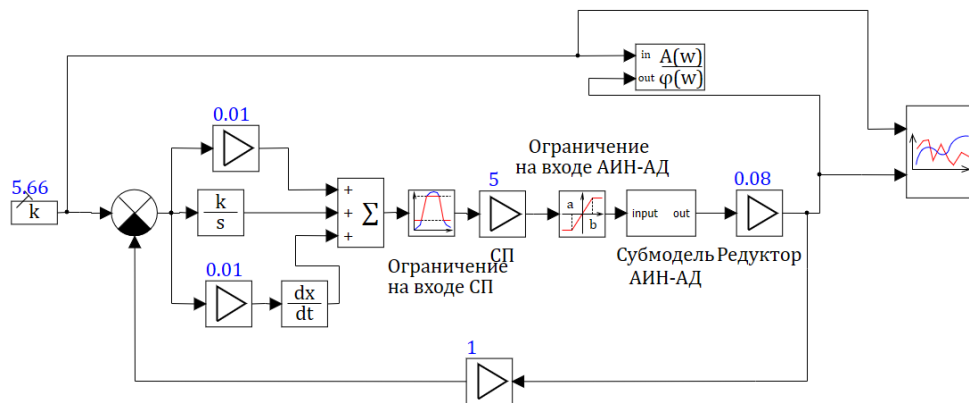 in
A(w)
out
φ(w)
0.01
Ограничение
на входе АИН-АД
5.66
k
k
s
+
+
+
Σ
5
a
b
input
out
0.08
СП
Ограничение
на входе СП
Субмодель
АИН-АД
Редуктор
0.01
dx
dt
1